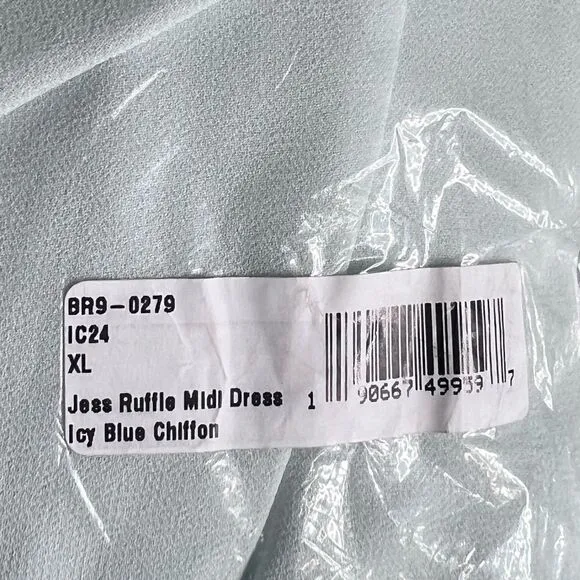 BR9-0279
IC24
XL
Jess Ruffle Midi Dress
Icy Blue Chiffon
1 90667 49959 7